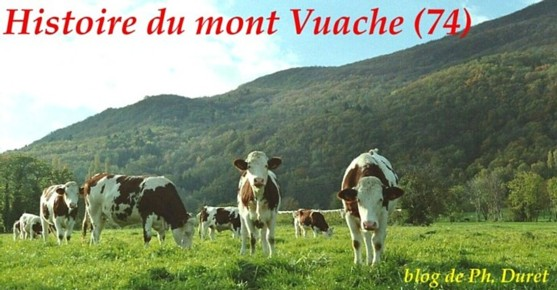 Histoire du mont Vuache (74)
blog de Ph. Duret